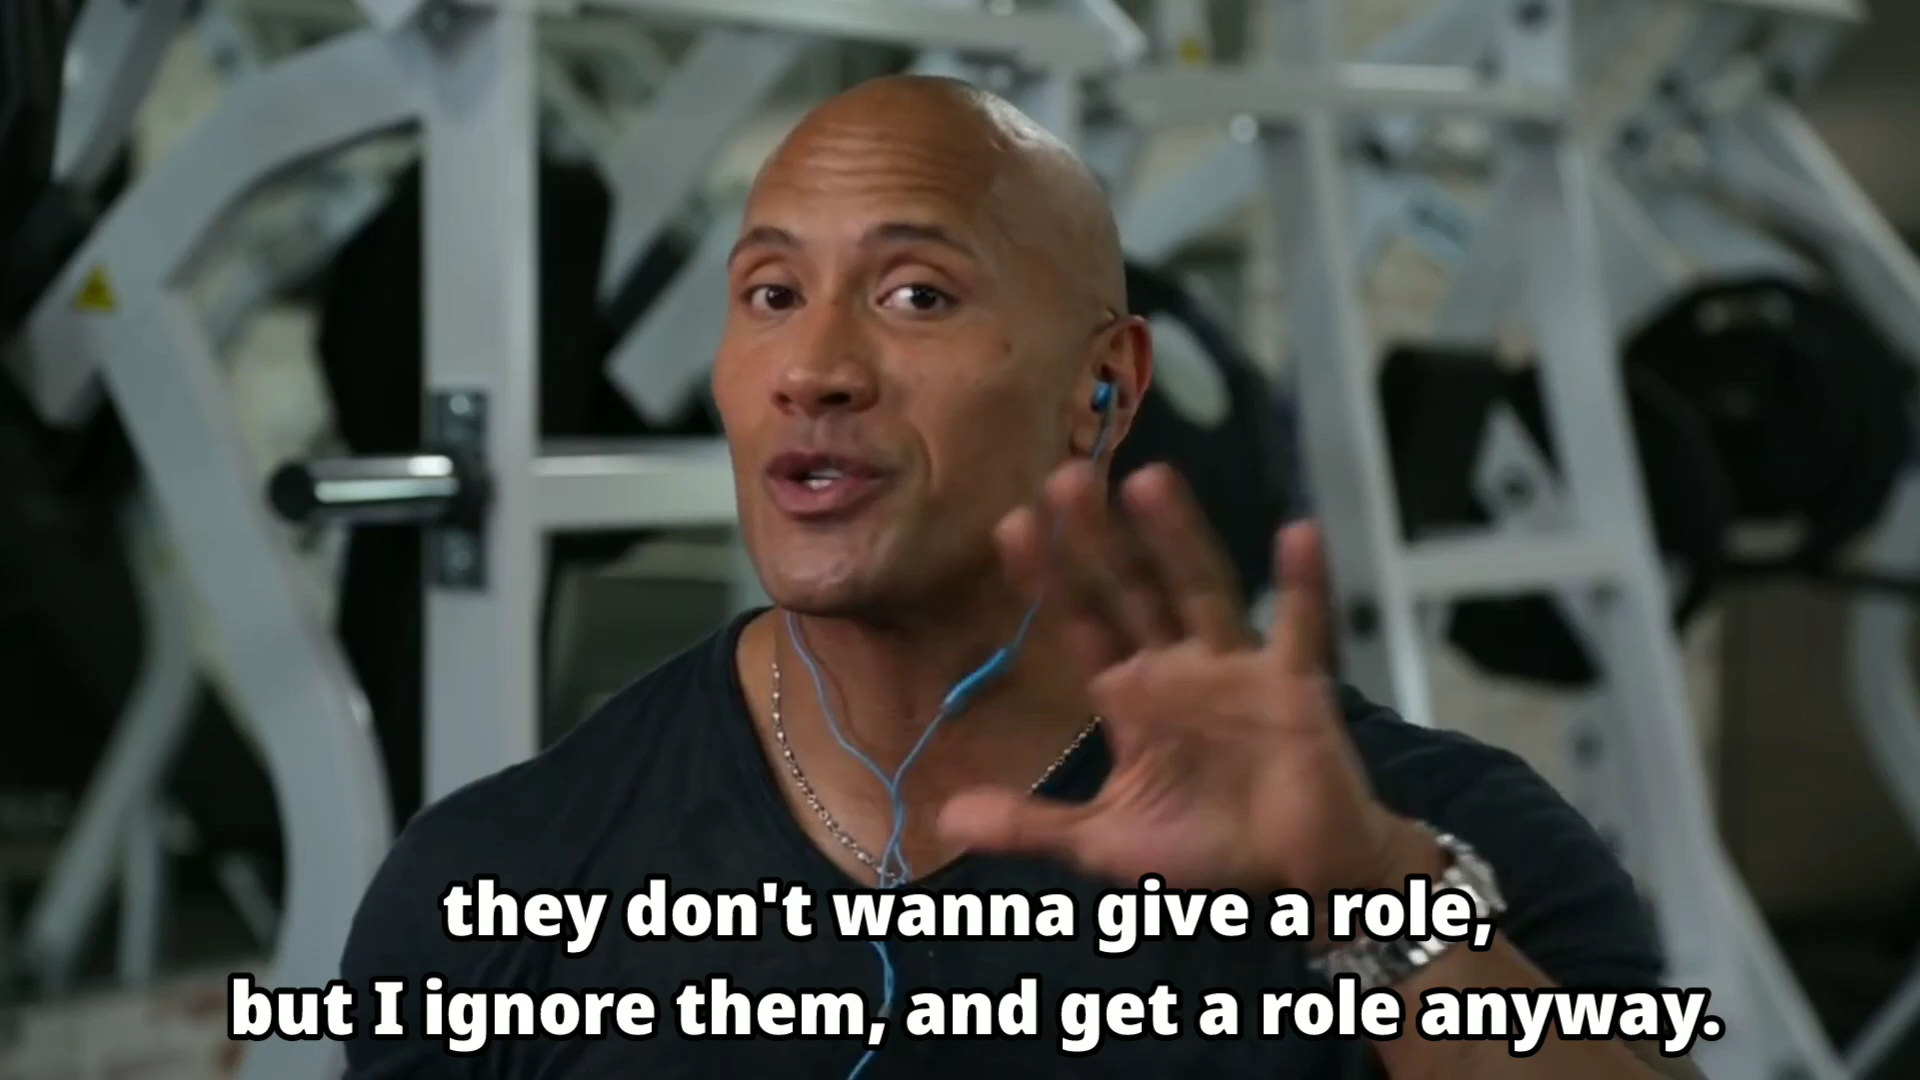 they don't wanna give a role,
but I ignore them, and get a role anyway.